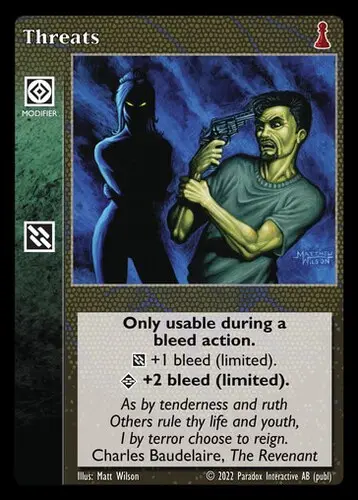 Threats
MODIFIER
MATTHEW
WILSON
Only usable during a
bleed action.
+1 bleed (limited).
+2 bleed (limited).
As by tenderness and ruth
Others rule thy life and youth,
I by terror choose to reign.
Charles Baudelaire, The Revenant
Illus: Matt Wilson
© 2022 Paradox Interactive AB (publ)